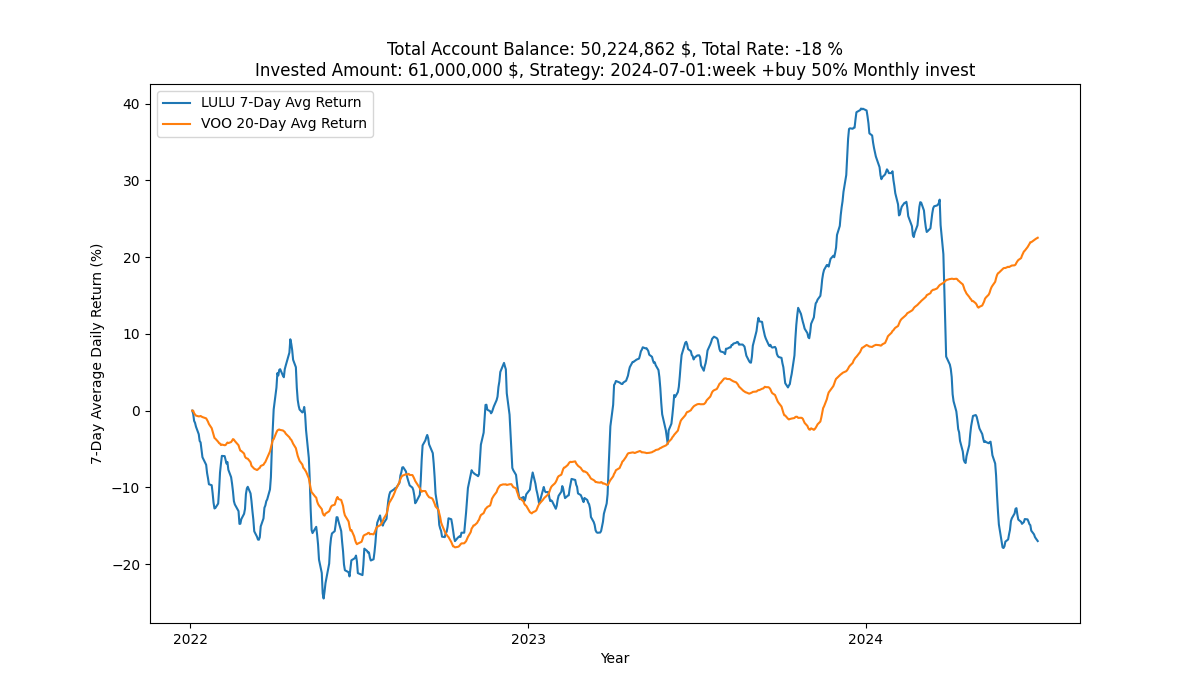 Total Account Balance: 50,224,862 $, Total Rate: -18 %
Invested Amount: 61,000,000 $, Strategy: 2024-07-01:week +buy 50% Monthly invest
LULU 7-Day Avg Return
VOO 20-Day Avg Return
7-Day Average Daily Return (%)
40
30
20
10
0
−10
−20
2022
2023
2024
Year